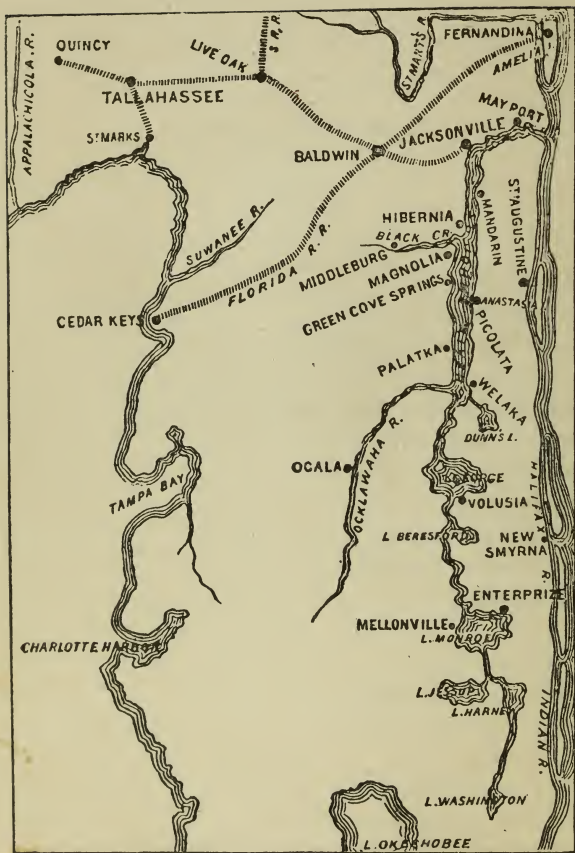 FERNANDINA
AMELIA I.
ST MARYS R.
QUINCY
LIVE OAK
S R, R.
TALLAHASSEE
APPALACHICOLA . R.
ST MARKS
MAYPORT
JACKSONVILLE
BALDWIN
MANDARIN
ST AUGUSTINE
HIBERNIA
BLACK CR.
MIDDLEBURG
MAGNOLIA
GREEN COVE SPRINGS
ANASTASIA
PICOLATA
SUWANEE R.
FLORIDA R. R.
CEDAR KEYS
PALATKA
WELAKA
DUNN'S L.
OCKLAWAHA R.
OCALA
L GEORGE
VOLUSIA
HALIFAX R.
TAMPA BAY
L BERESFORD
NEW SMYRNA
ENTERPRIZE
MELLONVILLE
L. MONROE
CHARLOTTE HARBOR
L. JESSUP
L. HARNEY
INDIAN R.
L. WASHINGTON
L. OKEECHOBEE